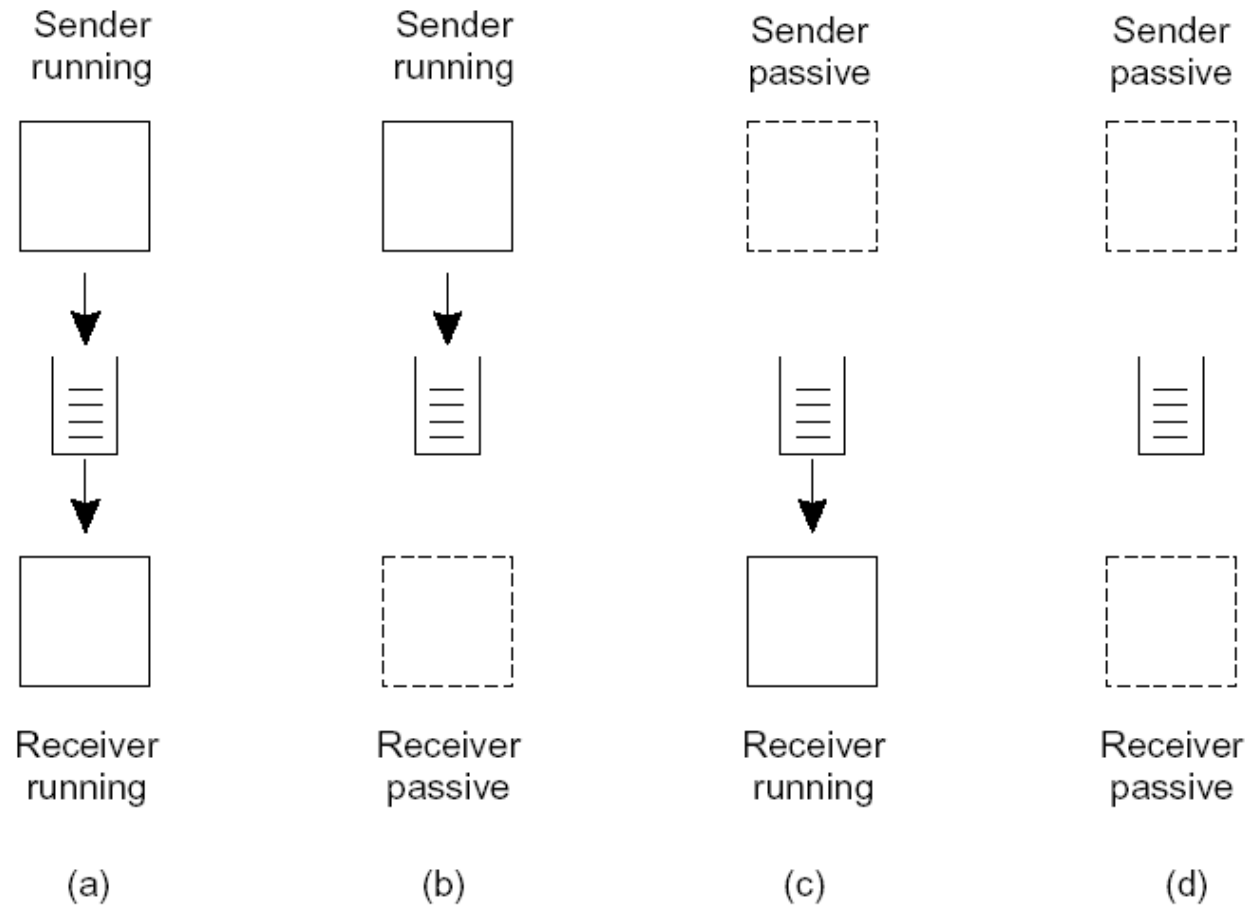 Sender
running
Sender
running
Sender
passive
Sender
passive
Receiver
running
Receiver
passive
Receiver
running
Receiver
passive
(a)
(b)
(c)
(d)